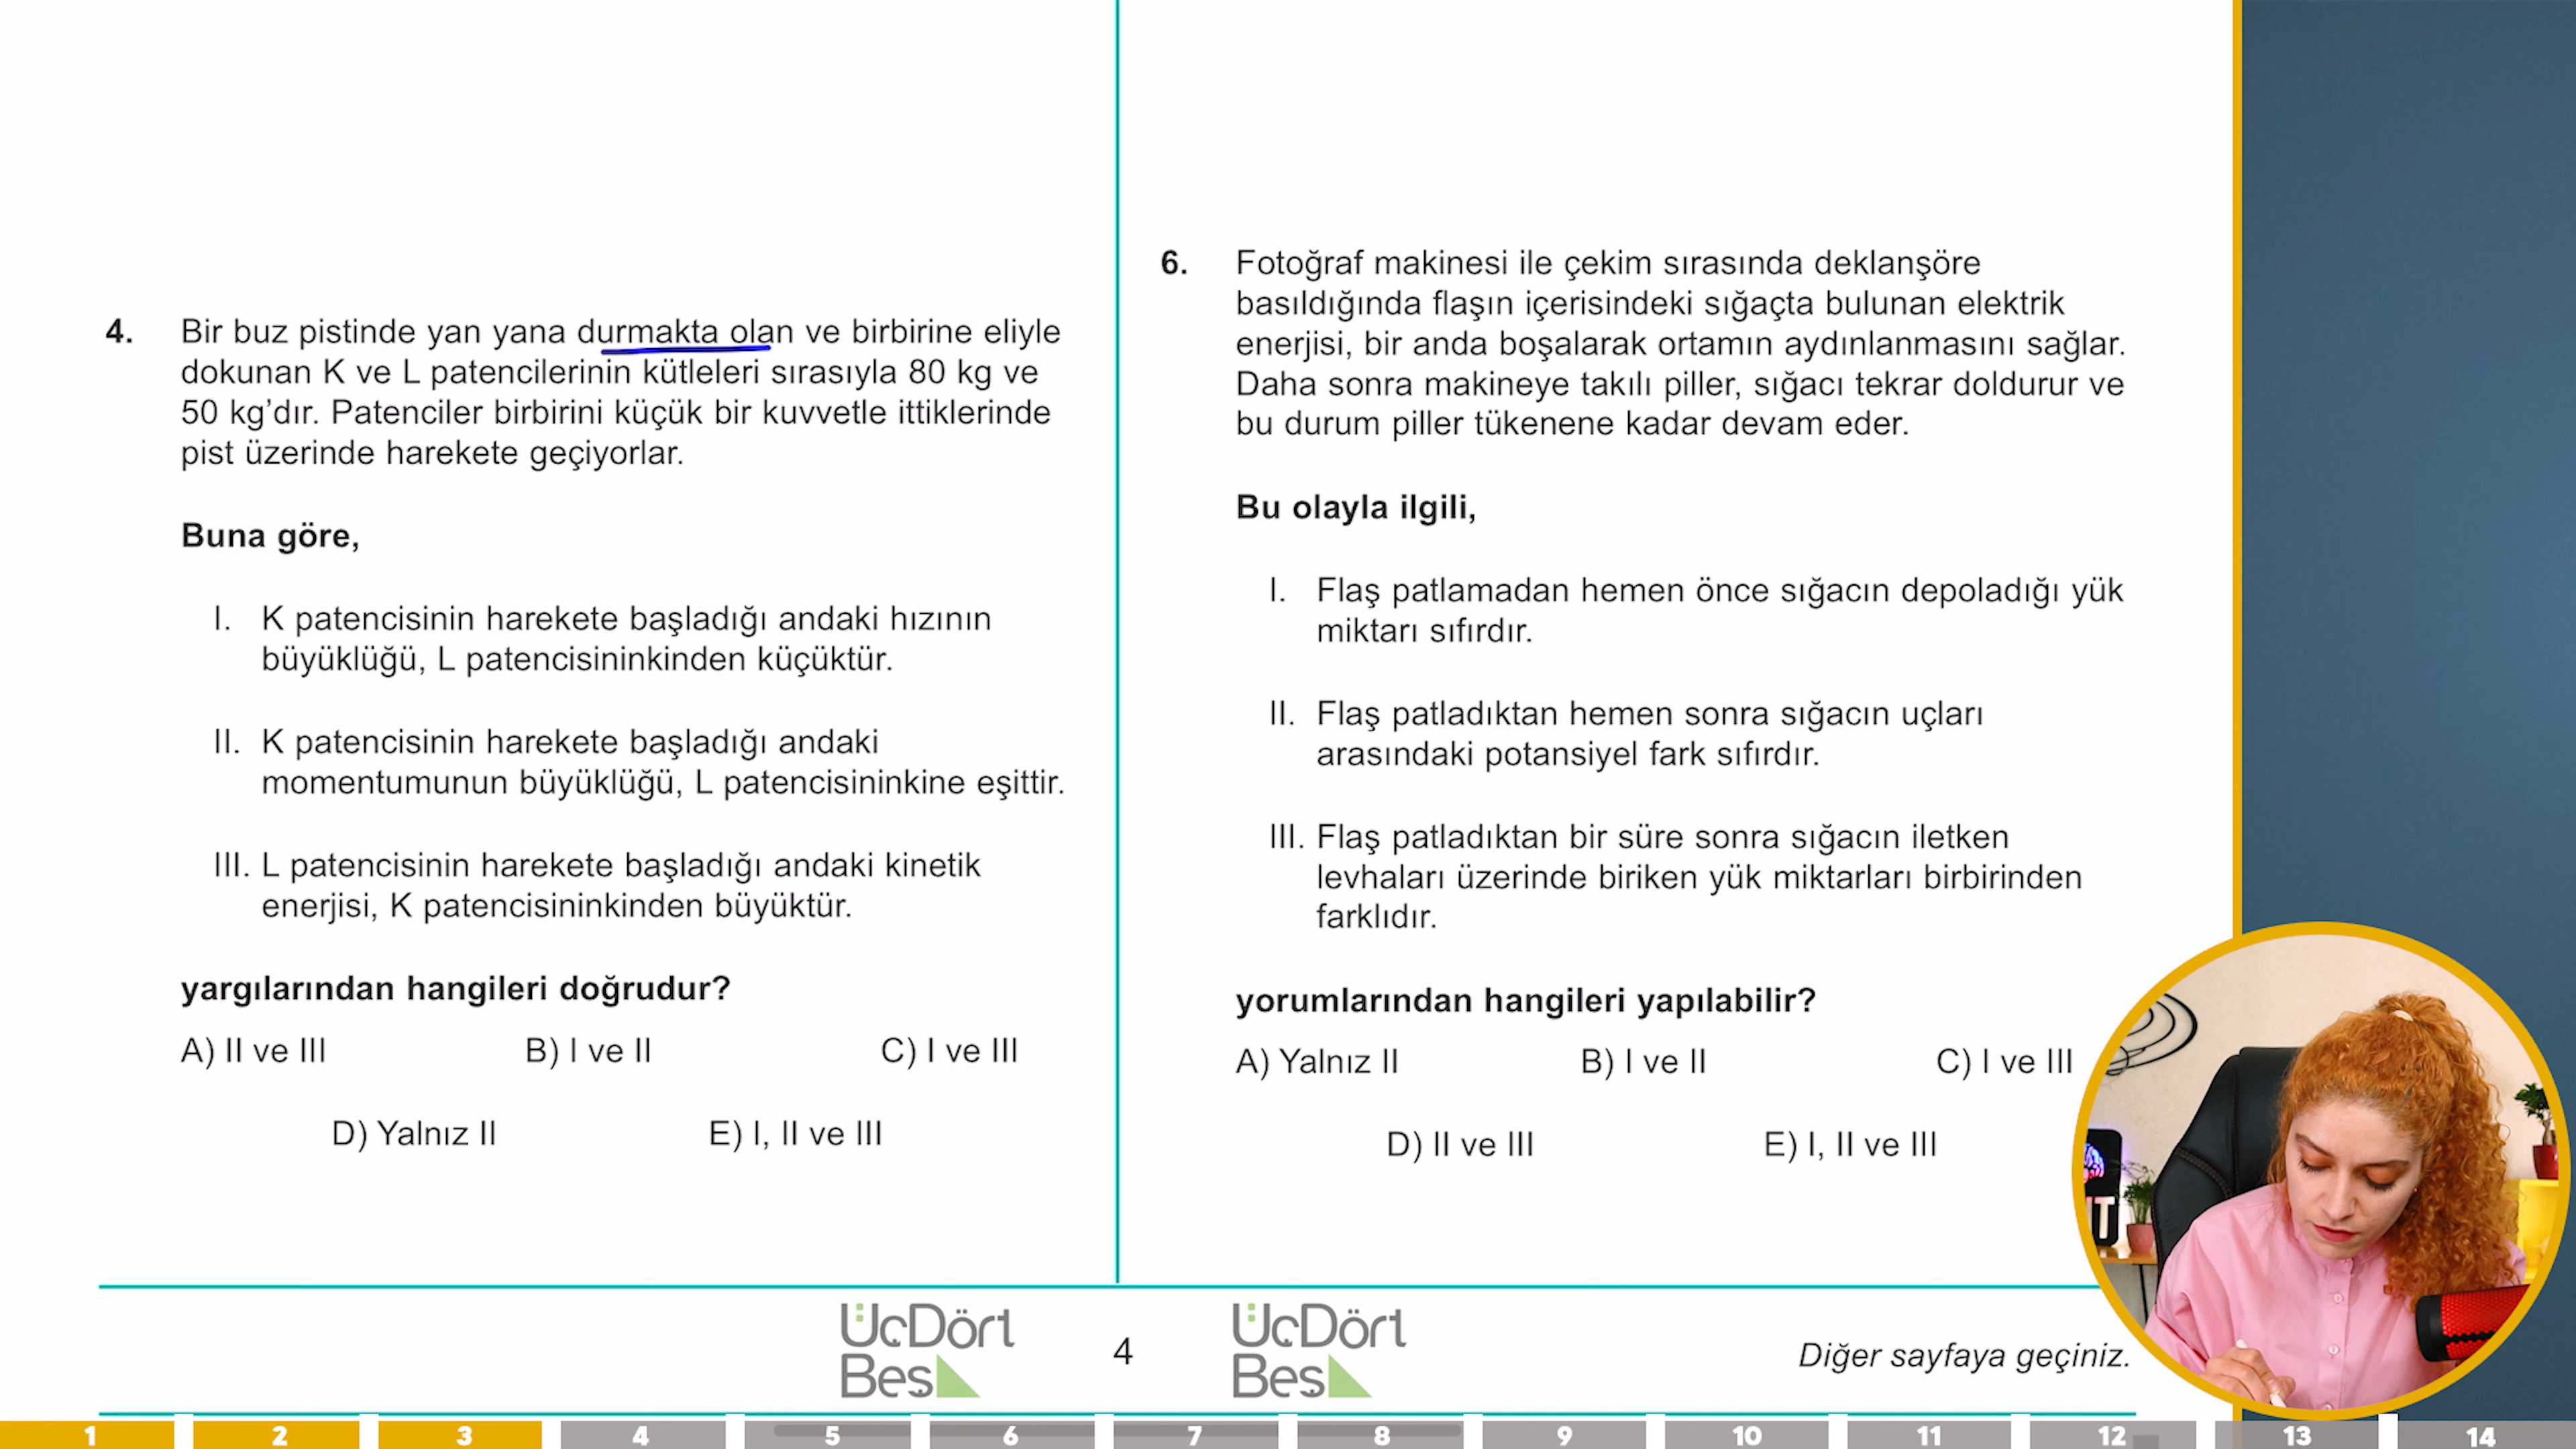 4. Bir buz pistinde yan yana durmakta olan ve birbirine eliyle
dokunan K ve L patencilerinin kütleleri sırasıyla 80 kg ve
50 kg’dır. Patenciler birbirini küçük bir kuvvetle ittiklerinde
pist üzerinde harekete geçiyorlar.
Buna göre,
I. K patencisinin harekete başladığı andaki hızının
büyüklüğü, L patencisininkinden küçüktür.
II. K patencisinin harekete başladığı andaki
momentumunun büyüklüğü, L patencisininkine eşittir.
III. L patencisinin harekete başladığı andaki kinetik
enerjisi, K patencisininkinden büyüktür.
yargılarından hangileri doğrudur?
A) II ve III B) I ve II C) I ve III
D) Yalnız II E) I, II ve III
6. Fotoğraf makinesi ile çekim sırasında deklanşöre
basıldığında flaşın içerisindeki sığaçta bulunan elektrik
enerjisi, bir anda boşalarak ortamın aydınlanmasını sağlar.
Daha sonra makineye takılı piller, sığacı tekrar doldurur ve
bu durum piller tükenene kadar devam eder.
Bu olayla ilgili,
I. Flaş patlamadan hemen önce sığacın depoladığı yük
miktarı sıfırdır.
II. Flaş patladıktan hemen sonra sığacın uçları
arasındaki potansiyel fark sıfırdır.
III. Flaş patladıktan bir süre sonra sığacın iletken
levhaları üzerinde biriken yük miktarları birbirinden
farklıdır.
yorumlarından hangileri yapılabilir?
A) Yalnız II B) I ve II C) I ve III
D) II ve III E) I, II ve III
ÜçDört
Beş
4
ÜçDört
Beş
Diğer sayfaya geçiniz.
1 2 3 4 5 6 7 8 9 10 11 12 13 14